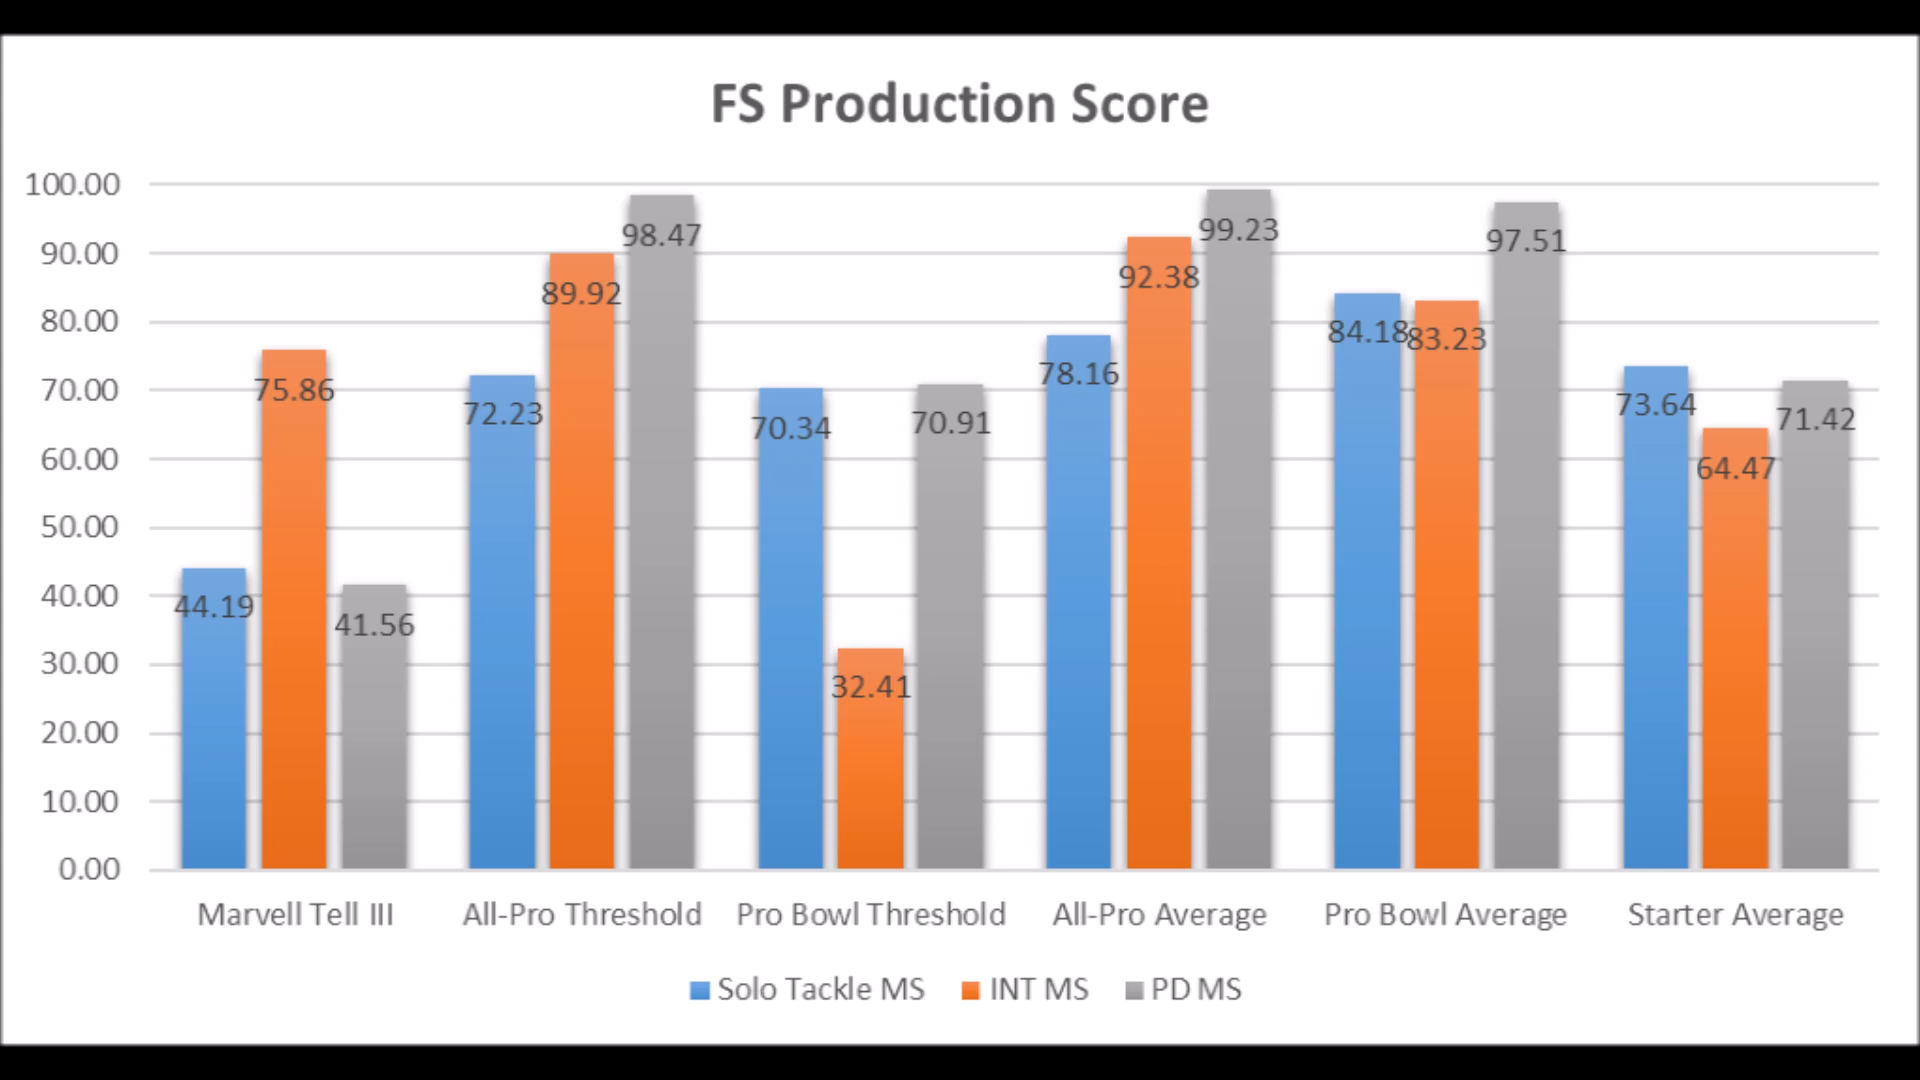 FS Production Score
100.00
90.00
80.00
70.00
60.00
50.00
40.00
30.00
20.00
10.00
0.00
44.19
75.86
41.56
72.23
89.92
98.47
70.34
32.41
70.91
78.16
92.38
99.23
84.18
83.23
97.51
73.64
64.47
71.42
Marvell Tell III
All-Pro Threshold
Pro Bowl Threshold
All-Pro Average
Pro Bowl Average
Starter Average
Solo Tackle MS
INT MS
PD MS